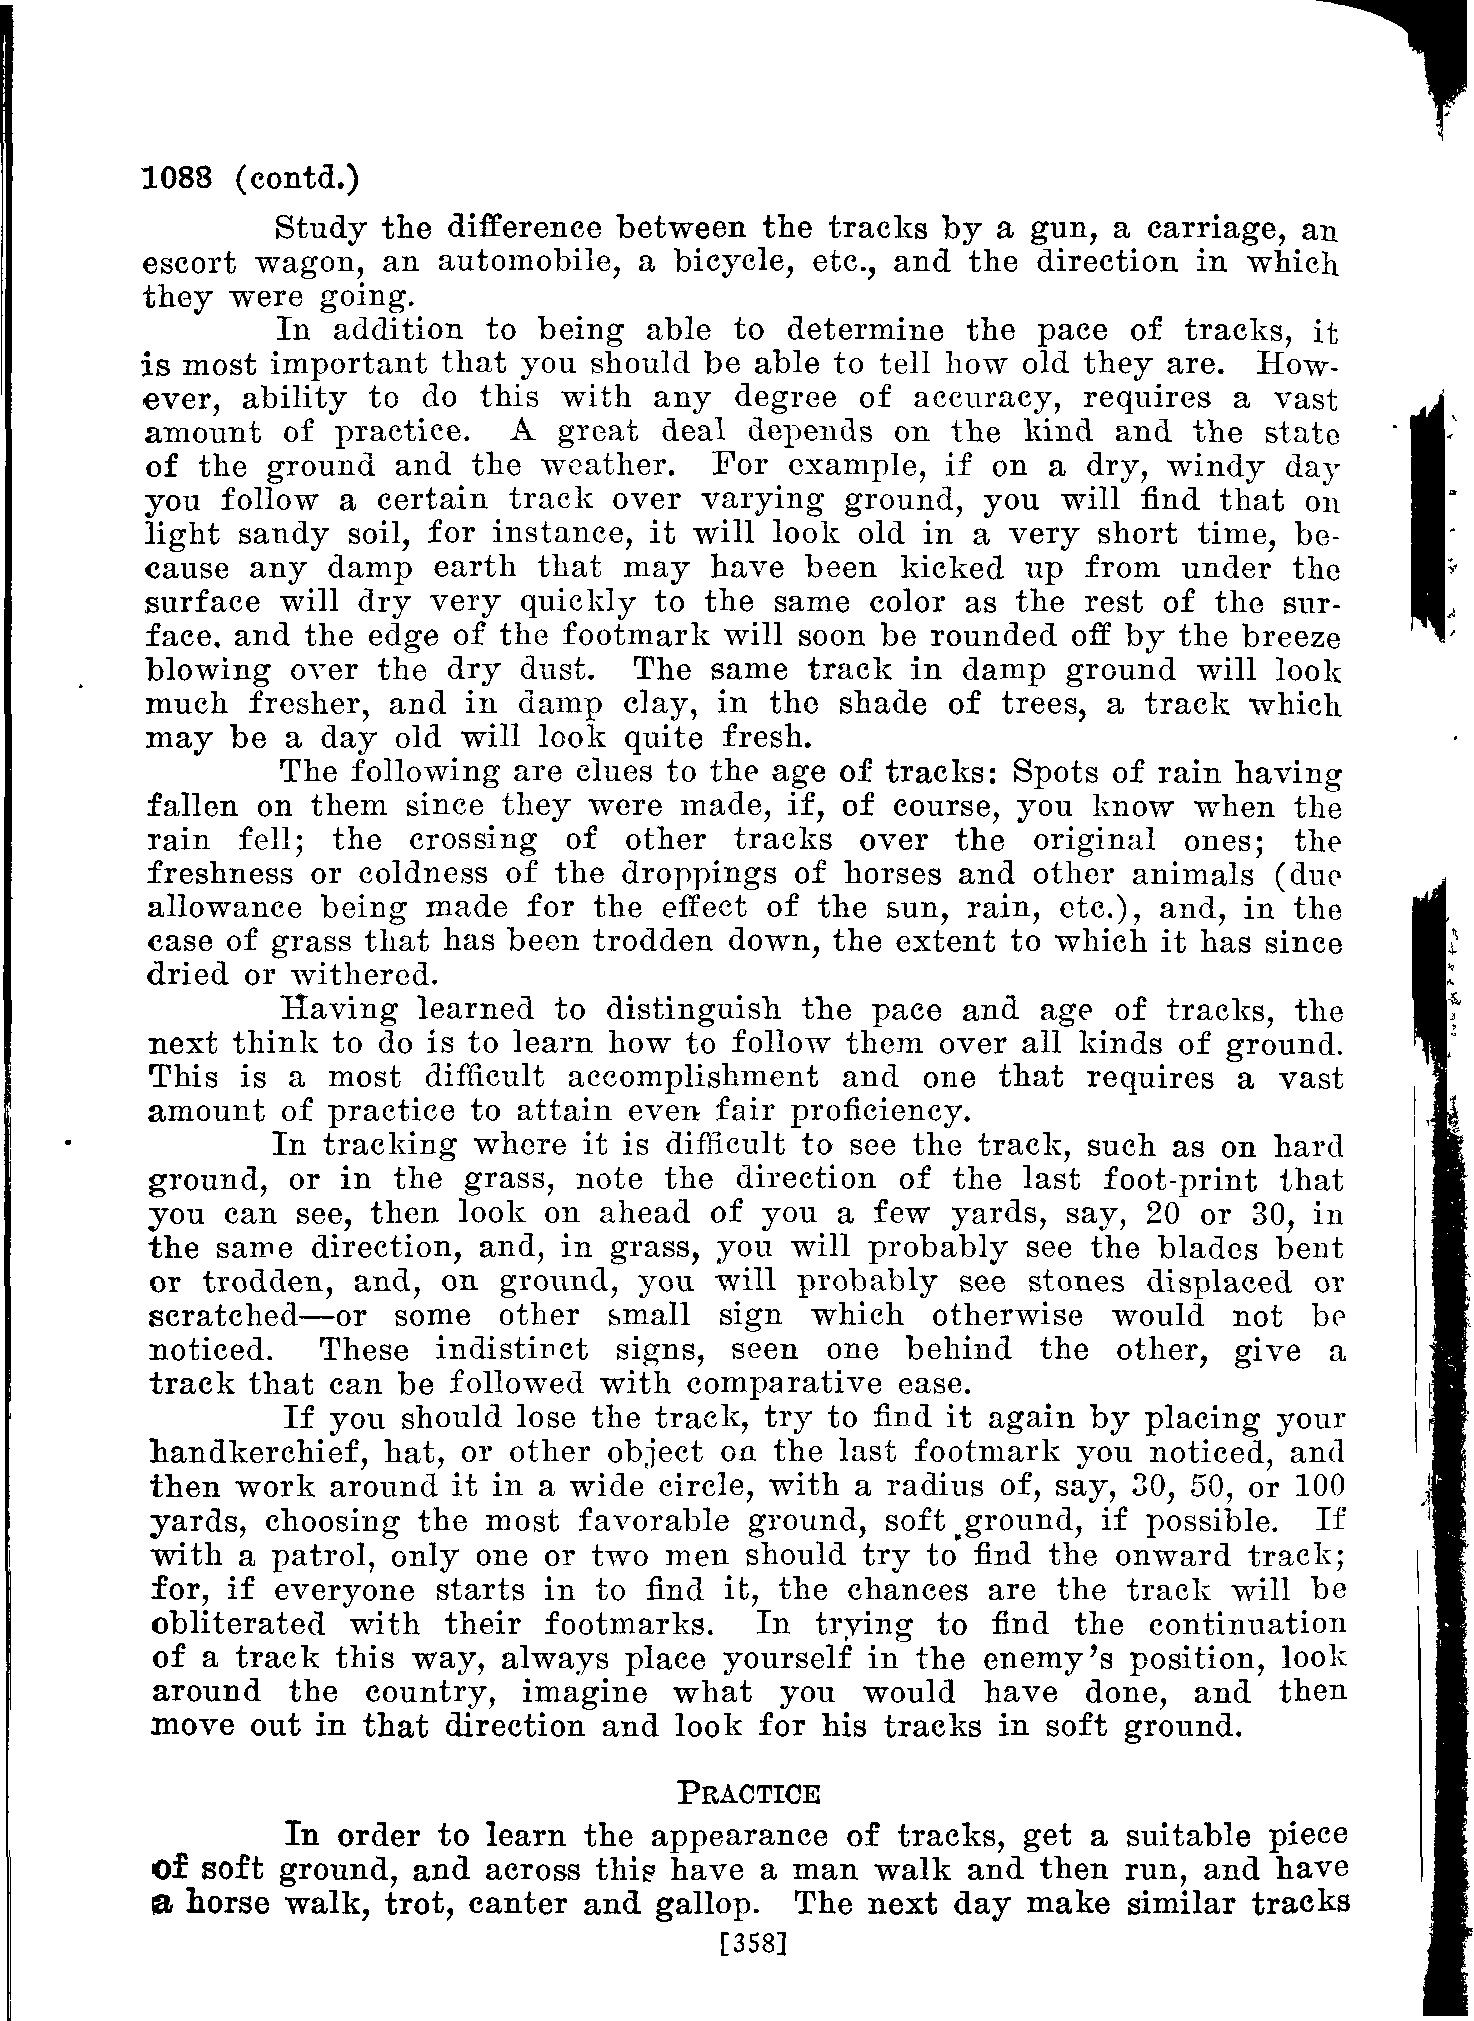 1088 (contd.)
Study the difference between the tracks by a gun, a carriage, an
escort wagon, an automobile, a bicycle, etc., and the direction in which
they were going.
In addition to being able to determine the pace of tracks, it
is most important that you should be able to tell how old they are. How-
ever, ability to do this with any degree of accuracy, requires a vast
amount of practice. A great deal depends on the kind and the state
of the ground and the weather. For example, if on a dry, windy day
you follow a certain track over varying ground, you will find that on
light sandy soil, for instance, it will look old in a very short time, be-
cause any damp earth that may have been kicked up from under the
surface will dry very quickly to the same color as the rest of the sur-
face. and the edge of the footmark will soon be rounded off by the breeze
blowing over the dry dust. The same track in damp ground will look
much fresher, and in damp clay, in the shade of trees, a track which
may be a day old will look quite fresh.
The following are clues to the age of tracks: Spots of rain having
fallen on them since they were made, if, of course, you know when the
rain fell; the crossing of other tracks over the original ones; the
freshness or coldness of the droppings of horses and other animals (due
allowance being made for the effect of the sun, rain, etc.), and, in the
case of grass that has been trodden down, the extent to which it has since
dried or withered.
Having learned to distinguish the pace and age of tracks, the
next think to do is to learn how to follow them over all kinds of ground.
This is a most difficult accomplishment and one that requires a vast
amount of practice to attain even fair proficiency.
In tracking where it is difficult to see the track, such as on hard
ground, or in the grass, note the direction of the last foot-print that
you can see, then look on ahead of you a few yards, say, 20 or 30, in
the same direction, and, in grass, you will probably see the blades bent
or trodden, and, on ground, you will probably see stones displaced or
scratched—or some other small sign which otherwise would not be
noticed. These indistinct signs, seen one behind the other, give a
track that can be followed with comparative ease.
If you should lose the track, try to find it again by placing your
handkerchief, hat, or other object on the last footmark you noticed, and
then work around it in a wide circle, with a radius of, say, 30, 50, or 100
yards, choosing the most favorable ground, soft ground, if possible. If
with a patrol, only one or two men should try to find the onward track;
for, if everyone starts in to find it, the chances are the track will be
obliterated with their footmarks. In trying to find the continuation
of a track this way, always place yourself in the enemy's position, look
around the country, imagine what you would have done, and then
move out in that direction and look for his tracks in soft ground.
PRACTICE
In order to learn the appearance of tracks, get a suitable piece
of soft ground, and across this have a man walk and then run, and have
a horse walk, trot, canter and gallop. The next day make similar tracks
[358]